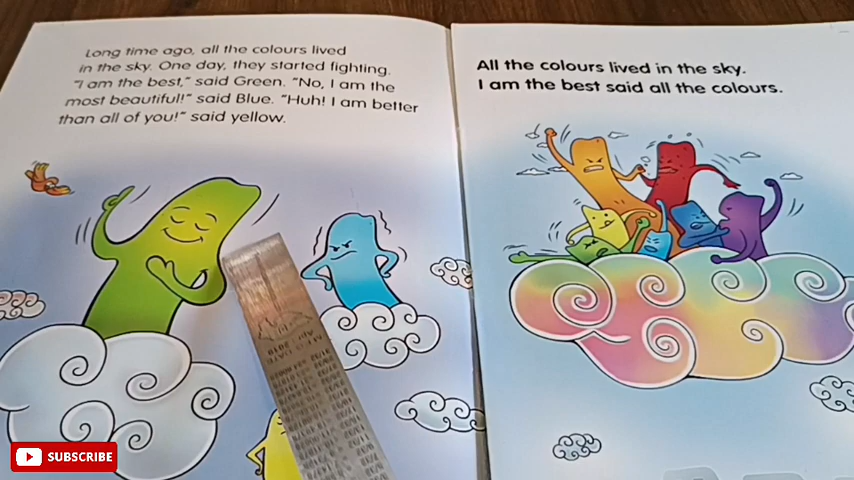 Long time ago, all the colours lived
in the sky. One day, they started fighting.
"I am the best," said Green. "No, I am the
most beautiful!" said Blue. "Huh! I am better
than all of you!" said yellow.
All the colours lived in the sky.
I am the best said all the colours.
SUBSCRIBE